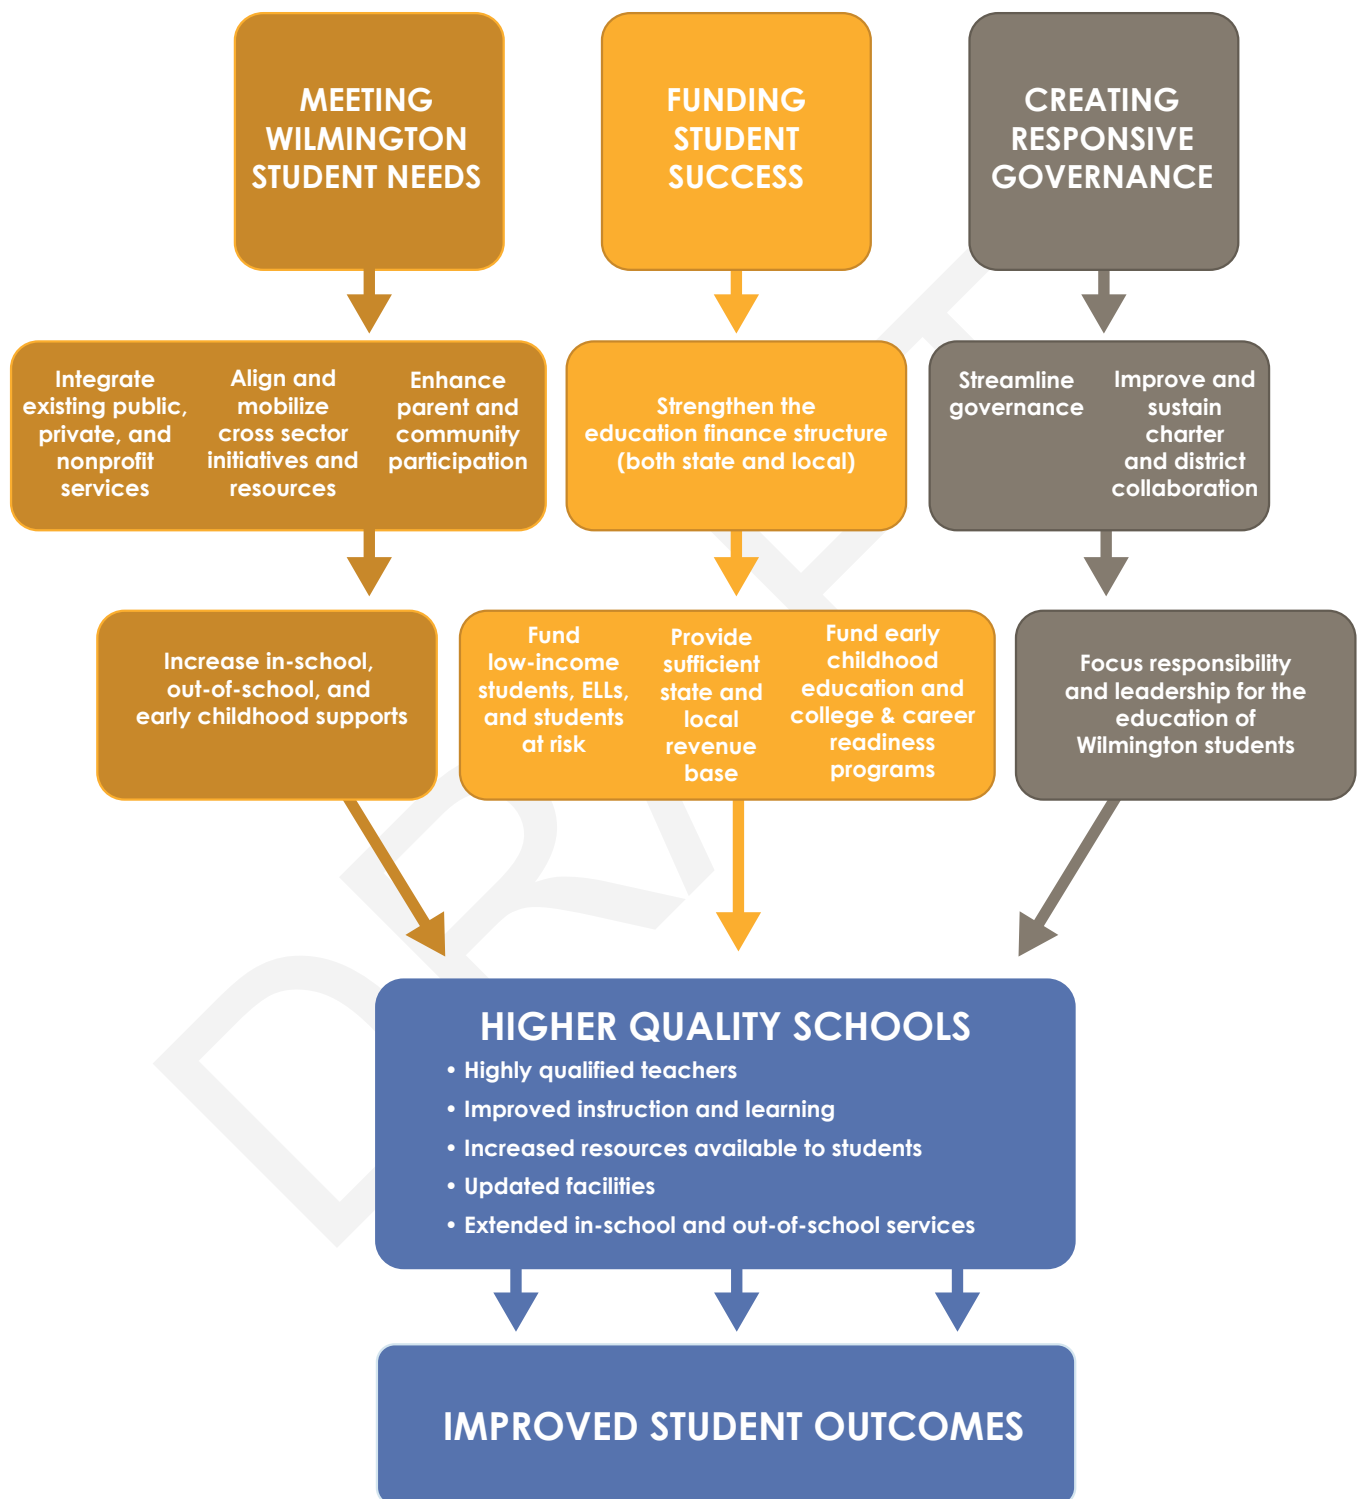 MEETING
WILMINGTON
STUDENT NEEDS
FUNDING
STUDENT
SUCCESS
CREATING
RESPONSIVE
GOVERNANCE
Integrate
existing public,
private, and
nonprofit
services
Align and
mobilize
cross sector
initiatives and
resources
Enhance
parent and
community
participation
Strengthen the
education finance structure
(both state and local)
Streamline
governance
Improve and
sustain
charter
and district
collaboration
Increase in-school,
out-of-school, and
early childhood supports
Fund
low-income
students, ELLs,
and students
at risk
Provide
sufficient
state and
local
revenue
base
Fund early
childhood
education and
college & career
readiness
programs
Focus responsibility
and leadership for the
education of
Wilmington students
HIGHER QUALITY SCHOOLS
• Highly qualified teachers
• Improved instruction and learning
• Increased resources available to students
• Updated facilities
• Extended in-school and out-of-school services
IMPROVED STUDENT OUTCOMES
DRAFT